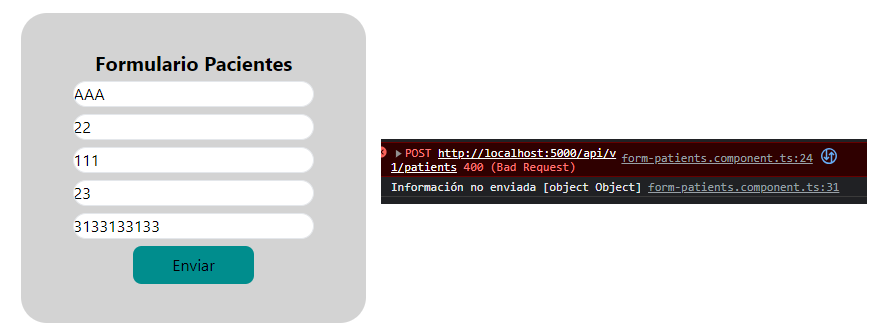 Formulario Pacientes
AAA
22
111
23
3133133133
Enviar
POST http://localhost:5000/api/v form-patients.component.ts:24
1/patients 400 (Bad Request)
Información no enviada [object Object] form-patients.component.ts:31